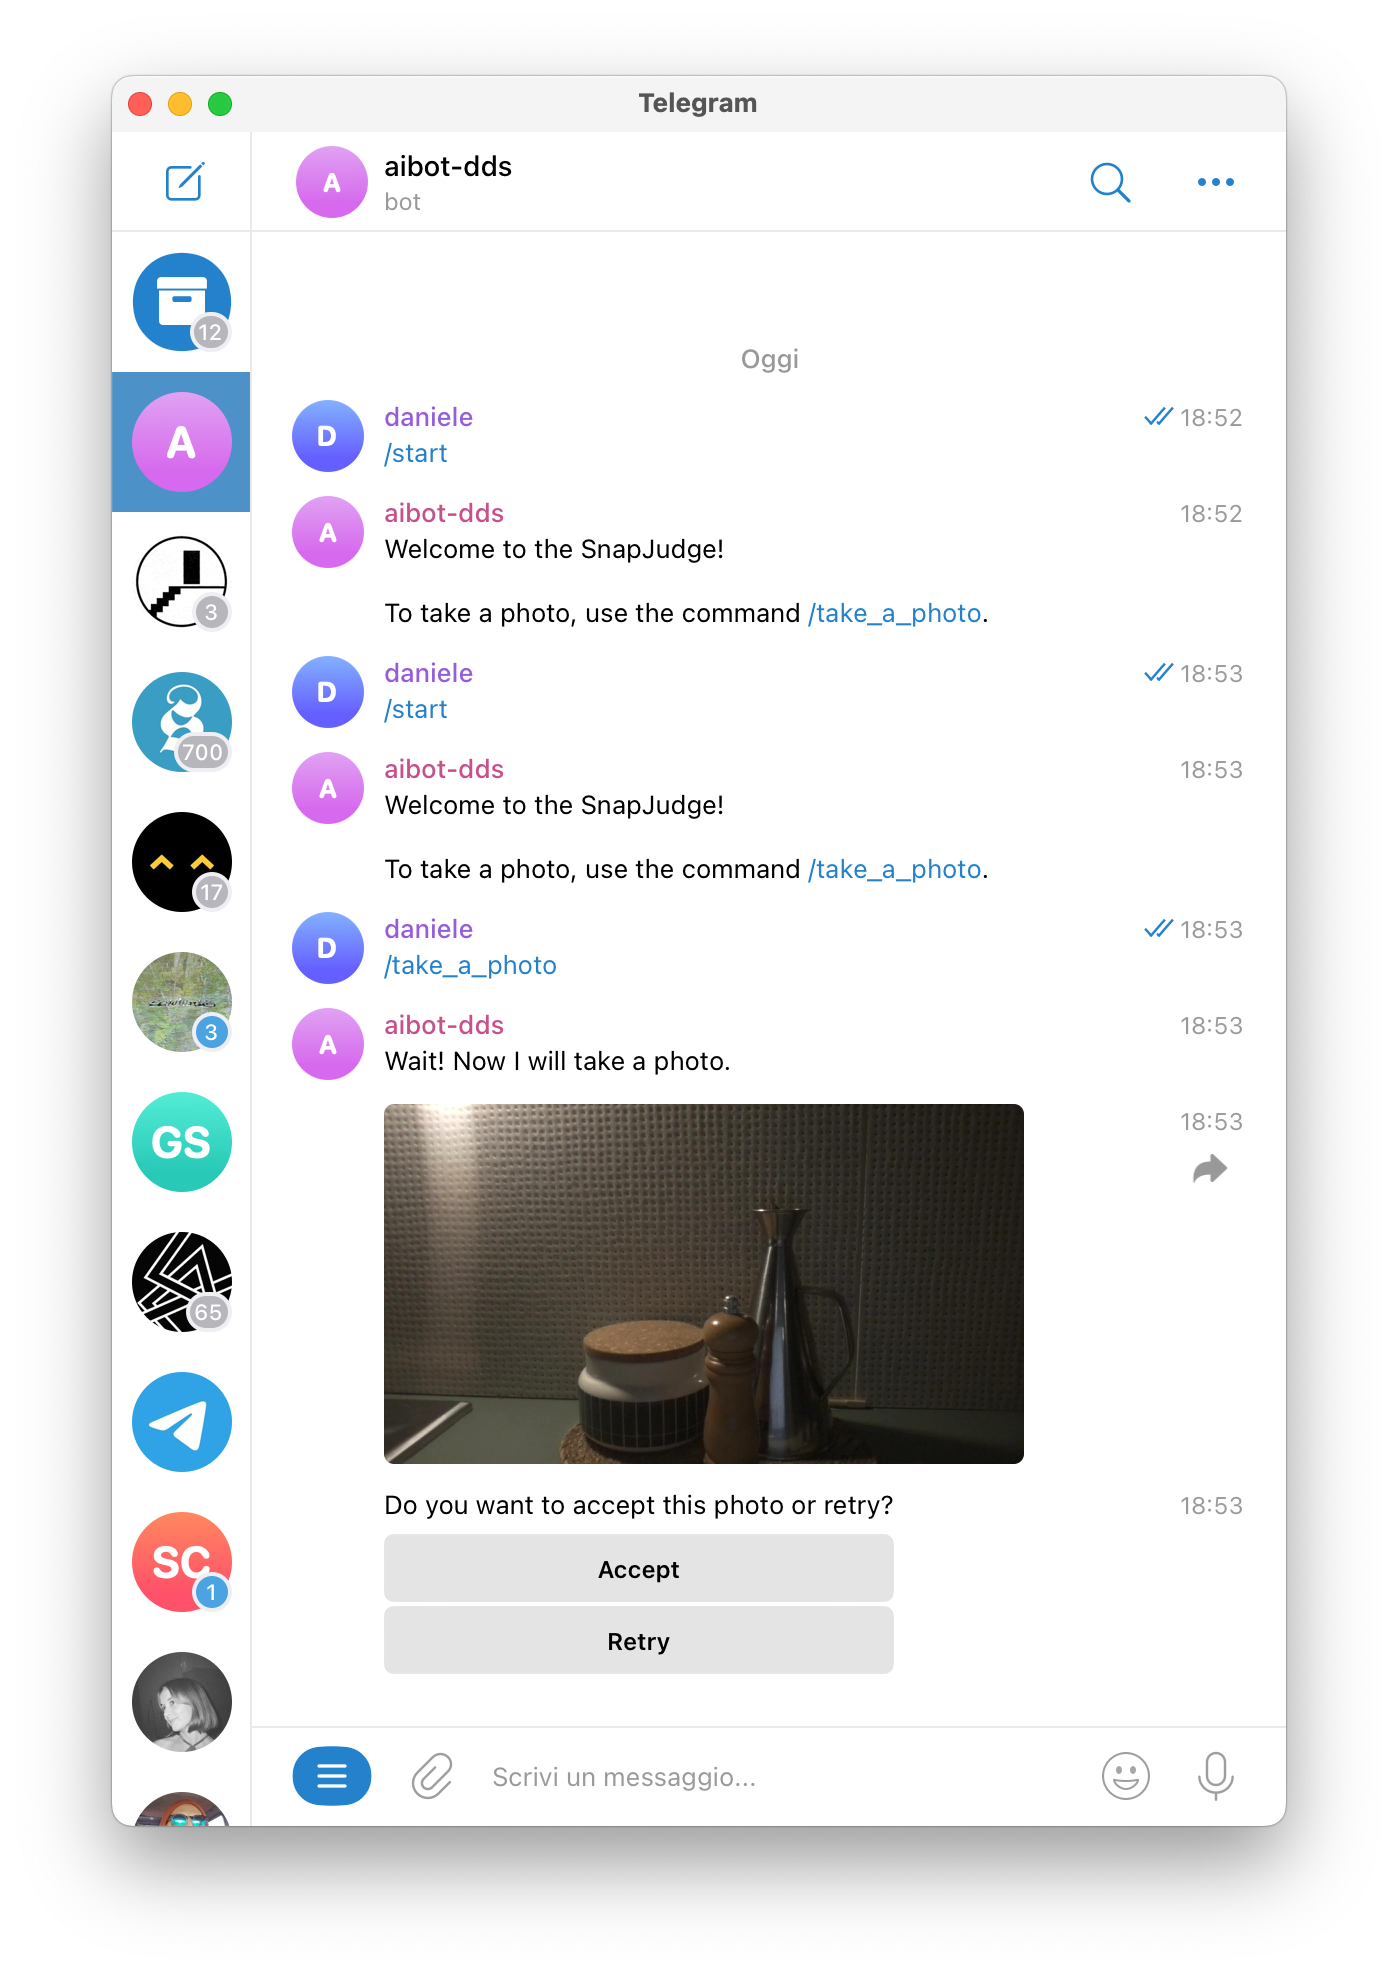 Telegram
aibot-dds
bot
12
A
3
700
17
3
GS
65
SC
1
Oggi
D
daniele
18:52
/start
A
aibot-dds
18:52
Welcome to the SnapJudge!
To take a photo, use the command /take_a_photo.
D
daniele
18:53
/start
A
aibot-dds
18:53
Welcome to the SnapJudge!
To take a photo, use the command /take_a_photo.
D
daniele
18:53
/take_a_photo
A
aibot-dds
18:53
Wait! Now I will take a photo.
18:53
Do you want to accept this photo or retry?
18:53
Accept
Retry
Scrivi un messaggio...